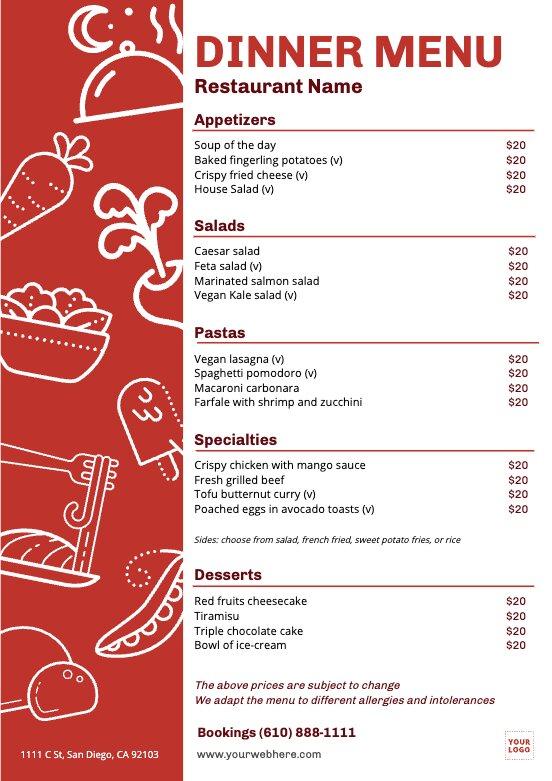 DINNER MENU
Restaurant Name
Appetizers
Soup of the day $20
Baked fingerling potatoes (v) $20
Crispy fried cheese (v) $20
House Salad (v) $20
Salads
Caesar salad $20
Feta salad (v) $20
Marinated salmon salad $20
Vegan Kale salad (v) $20
Pastas
Vegan lasagna (v) $20
Spaghetti pomodoro (v) $20
Macaroni carbonara $20
Farfale with shrimp and zucchini $20
Specialties
Crispy chicken with mango sauce $20
Fresh grilled beef $20
Tofu butternut curry (v) $20
Poached eggs in avocado toasts (v) $20
Sides: choose from salad, french fried, sweet potato fries, or rice
Desserts
Red fruits cheesecake $20
Tiramisu $20
Triple chocolate cake $20
Bowl of ice-cream $20
The above prices are subject to change
We adapt the menu to different allergies and intolerances
Bookings (610) 888-1111
1111 C St, San Diego, CA 92103
www.yourwebhere.com
YOUR
LOGO